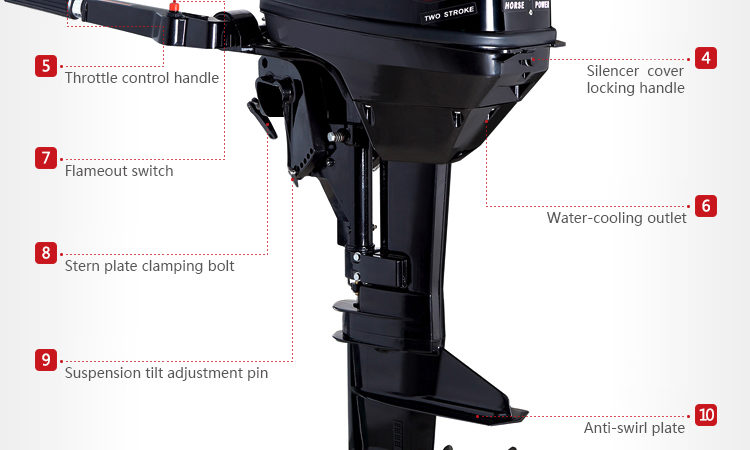 HORSE POWER
4
TWO STROKE
5
Throttle control handle
4
Silencer cover
locking handle
7
Flameout switch
6
Water-cooling outlet
8
Stern plate clamping bolt
9
Suspension tilt adjustment pin
10
Anti-swirl plate